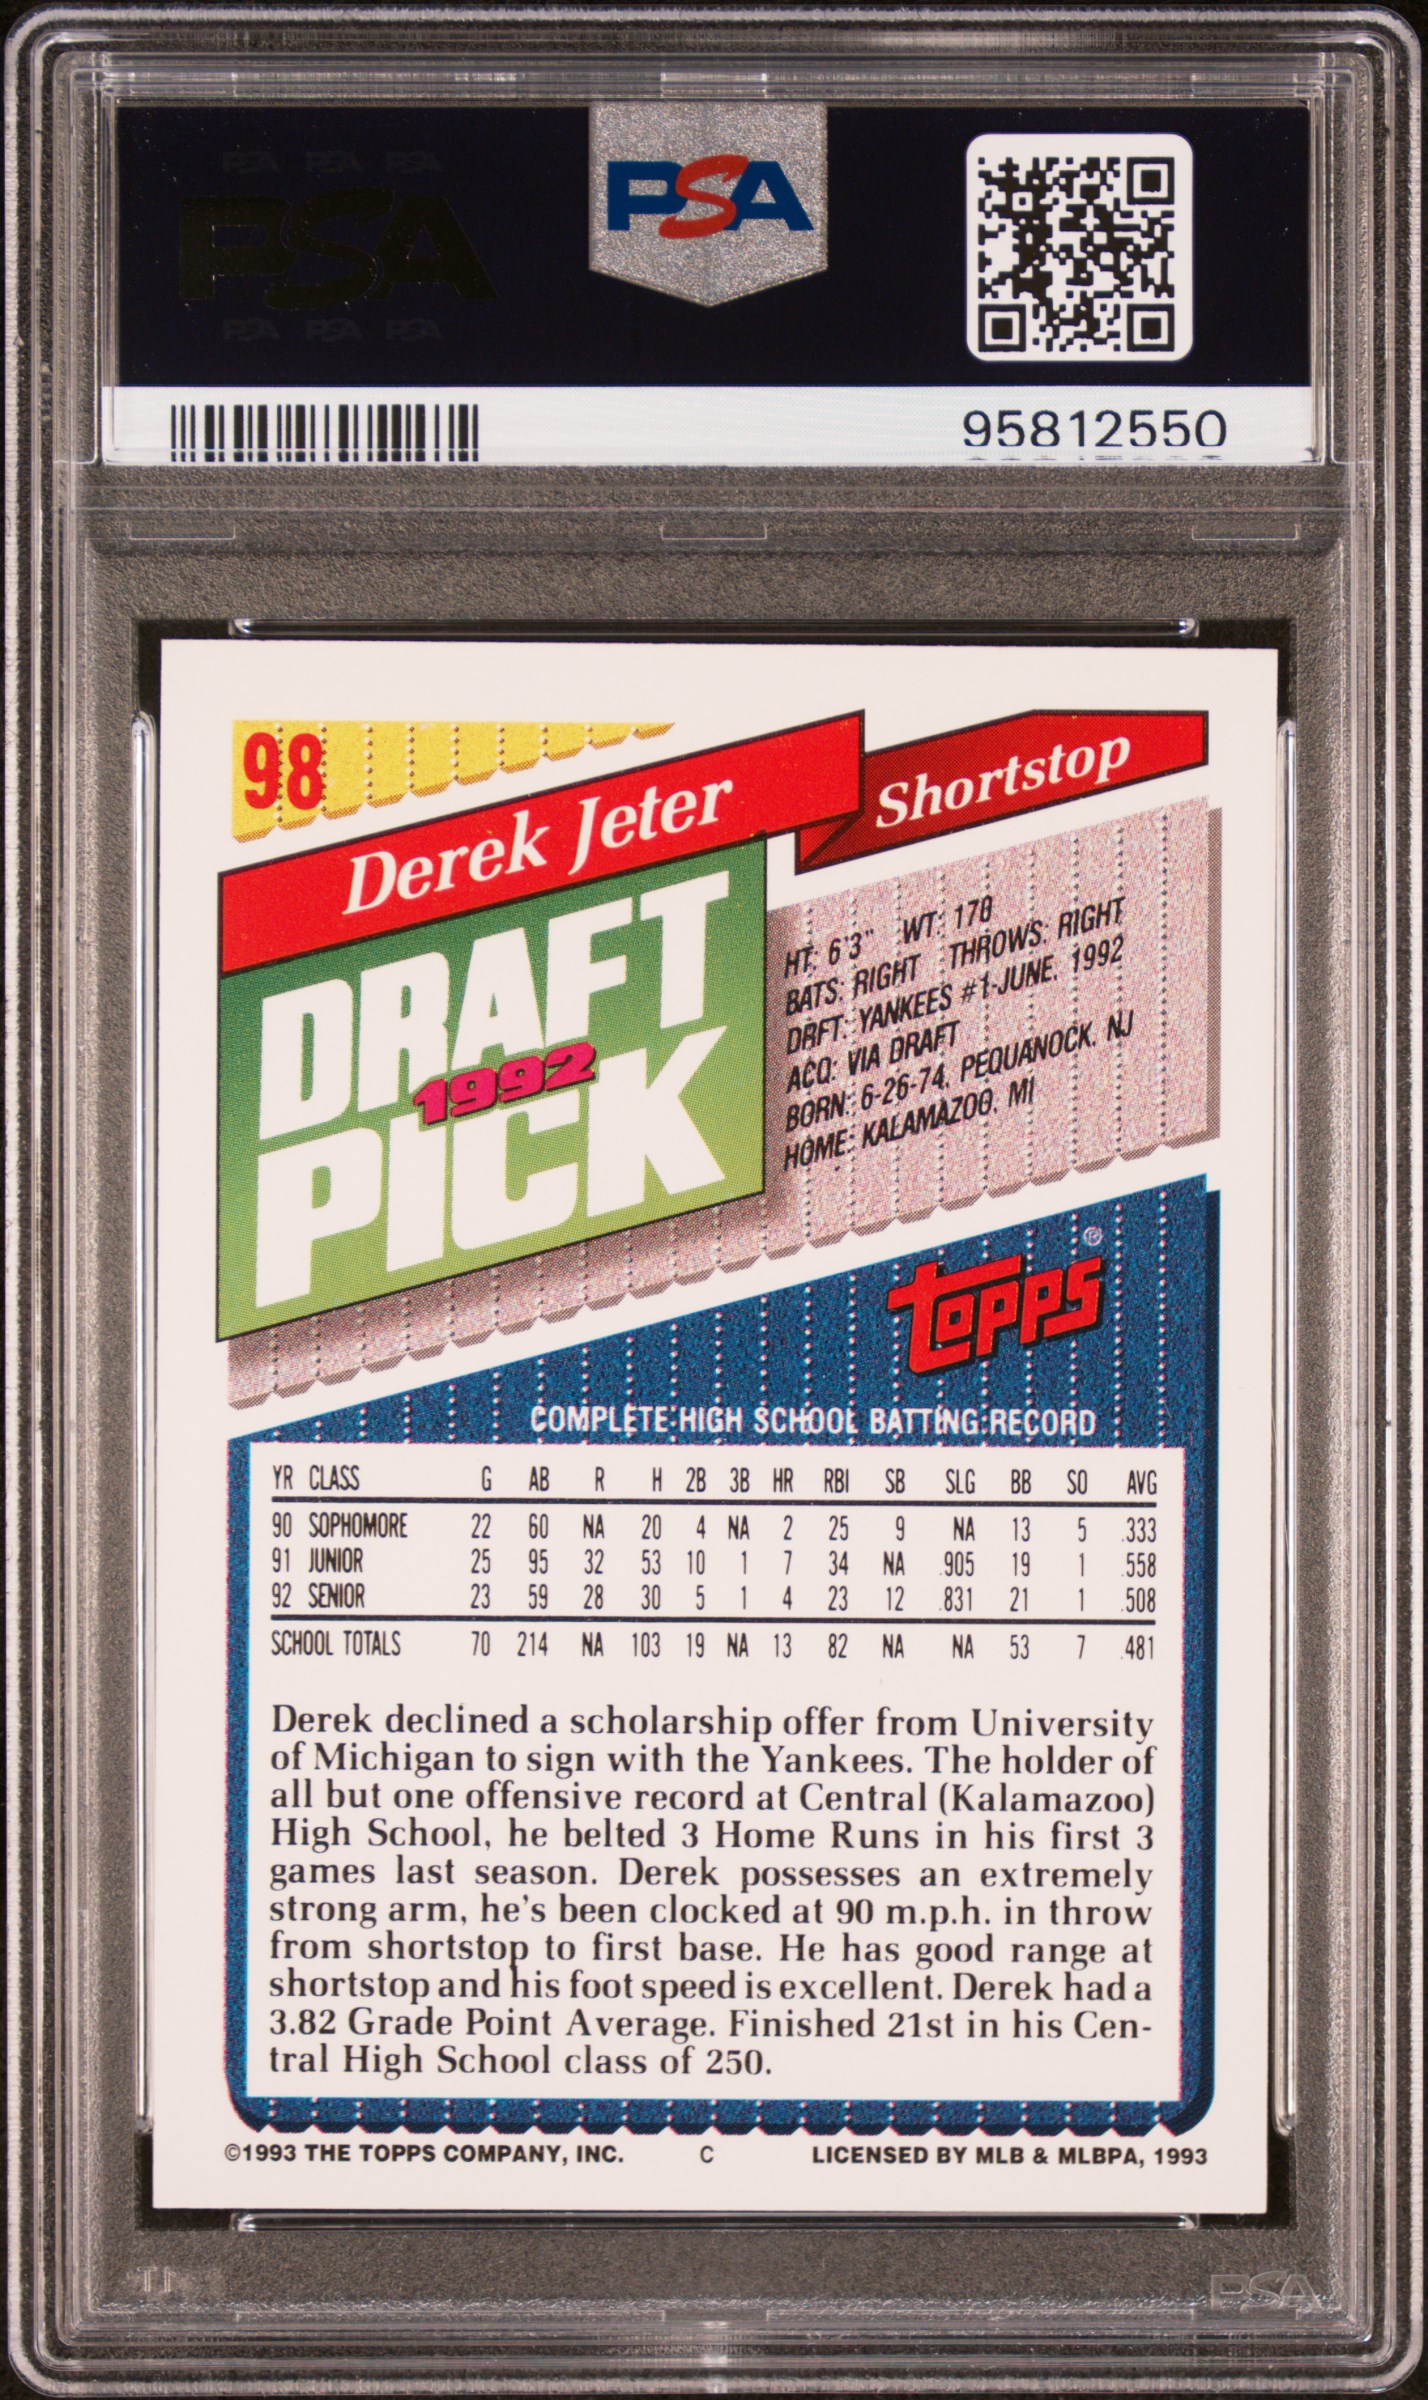 PSA PSA PSA
PSA
PSA PSA PSA
PSA
95812550
98
Derek Jeter
Shortstop
DRAFT
1992
PICK
HT: 6'3" WT: 178
BATS: RIGHT THROWS: RIGHT
DRFT: YANKEES #1-JUNE, 1992
ACQ: VIA DRAFT
BORN: 6-26-74, PEQUANOCK, NJ
HOME: KALAMAZOO, MI
TOPPS®
COMPLETE HIGH SCHOOL BATTING RECORD
YR CLASS G AB R H 2B 3B HR RBI SB SLG BB SO AVG
90 SOPHOMORE 22 60 NA 20 4 NA 2 25 9 NA 13 5 .333
91 JUNIOR 25 95 32 53 10 1 7 34 NA .905 19 1 .558
92 SENIOR 23 59 28 30 5 1 4 23 12 .831 21 1 .508
SCHOOL TOTALS 70 214 NA 103 19 NA 13 82 NA NA 53 7 .481
Derek declined a scholarship offer from University
of Michigan to sign with the Yankees. The holder of
all but one offensive record at Central (Kalamazoo)
High School, he belted 3 Home Runs in his first 3
games last season. Derek possesses an extremely
strong arm, he's been clocked at 90 m.p.h. in throw
from shortstop to first base. He has good range at
shortstop and his foot speed is excellent. Derek had a
3.82 Grade Point Average. Finished 21st in his Cen-
tral High School class of 250.
©1993 THE TOPPS COMPANY, INC. C LICENSED BY MLB & MLBPA, 1993
PSA